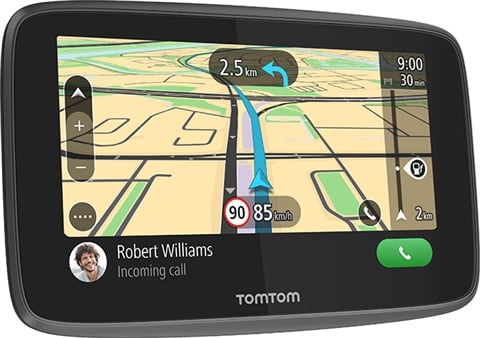 2.5 km
9:00
30 min
+
−
90
85 km/h
2 km
Robert Williams
Incoming call
TOMTOM